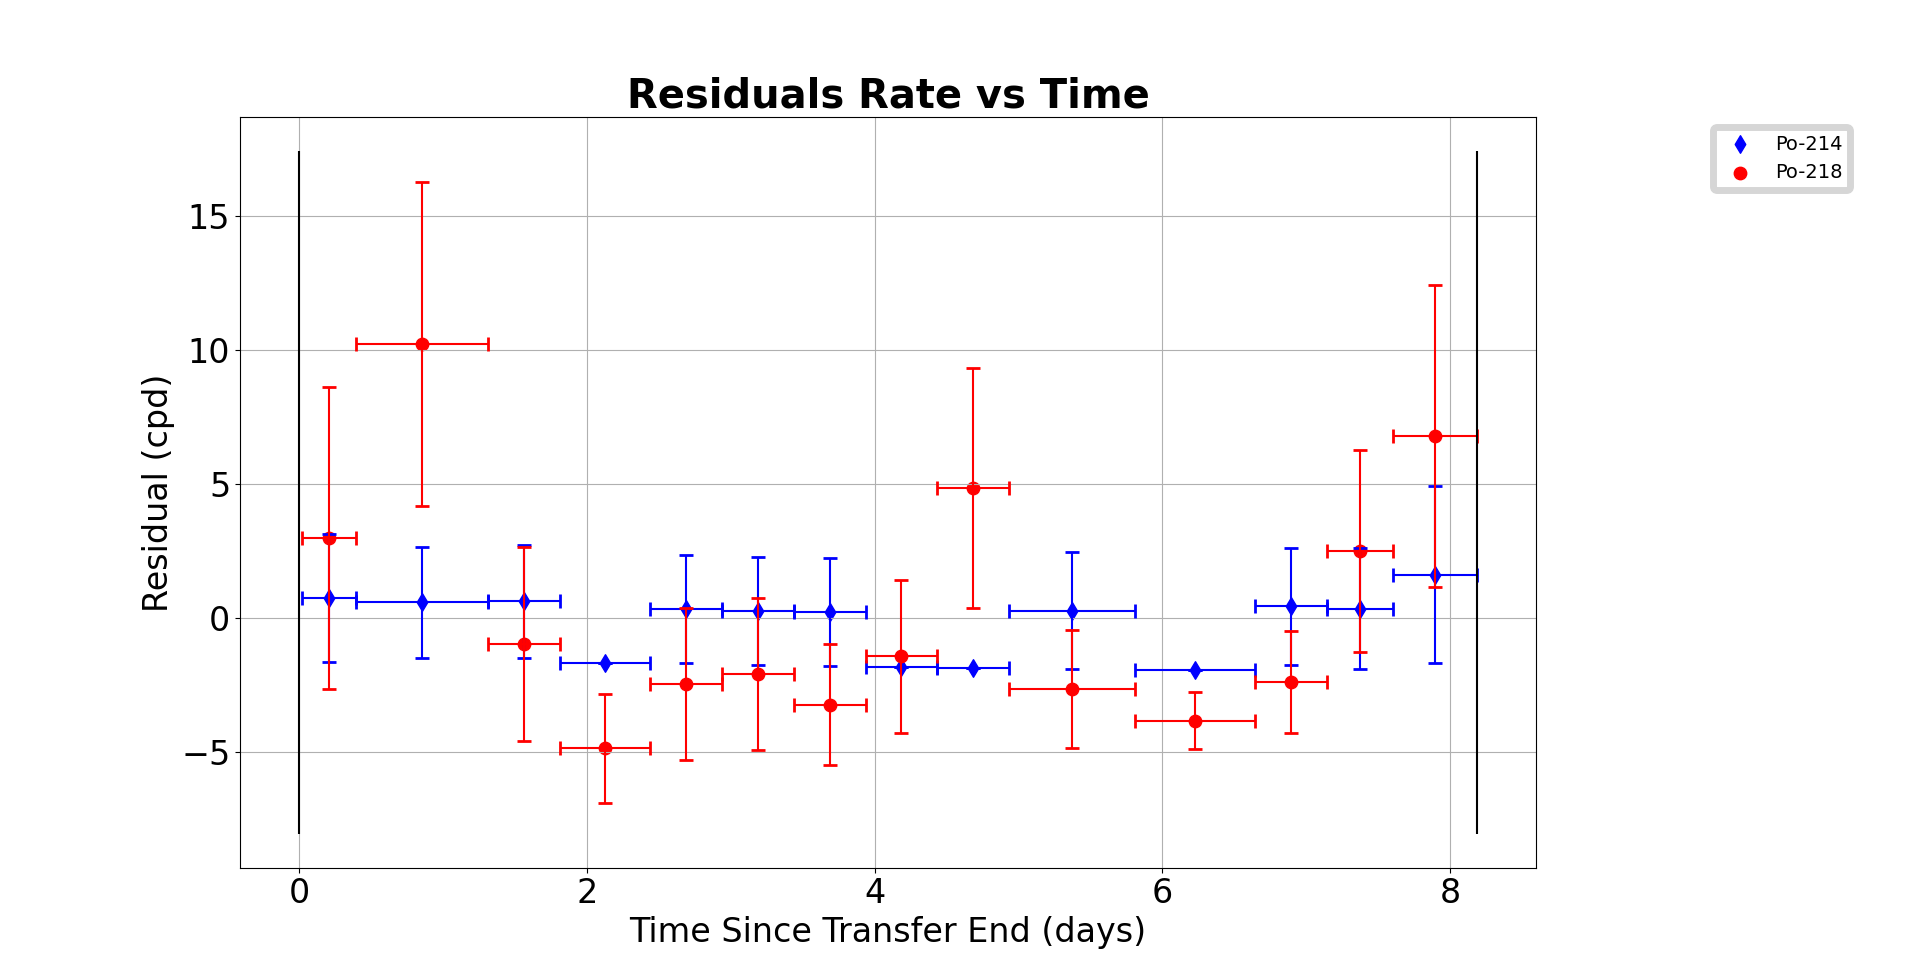 Residuals Rate vs Time
Po-214
Po-218
15
10
5
0
−5
Residual (cpd)
0 2 4 6 8
Time Since Transfer End (days)